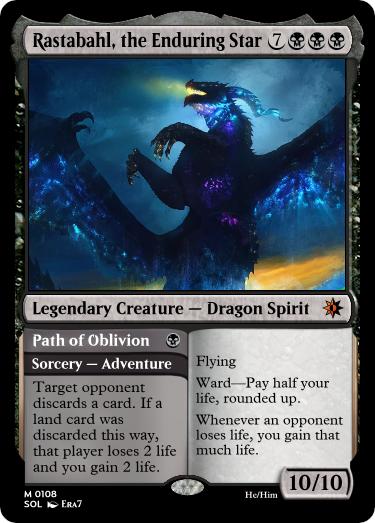 Rastabahl, the Enduring Star 7
Legendary Creature — Dragon Spirit
Path of Oblivion
Sorcery — Adventure
Target opponent
discards a card. If a
land card was
discarded this way,
that player loses 2 life
and you gain 2 life.
Flying
Ward—Pay half your
life, rounded up.
Whenever an opponent
loses life, you gain that
much life.
10/10
M 0108
SOL Era7
He/Him